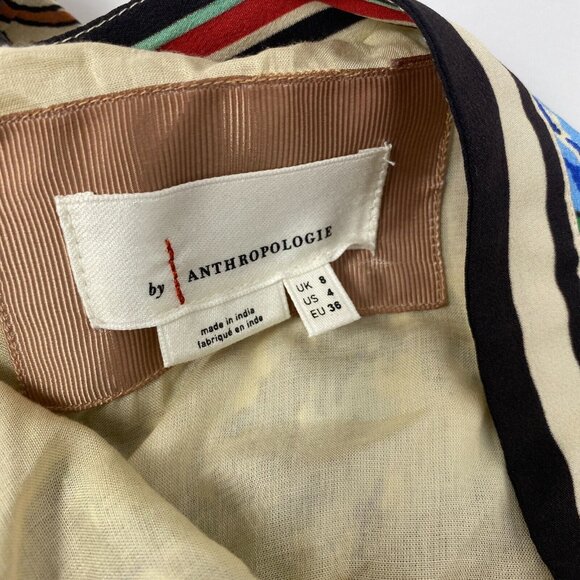 by ANTHROPOLOGIE
made in india
fabriqué en inde
UK 8
US 4
EU 36